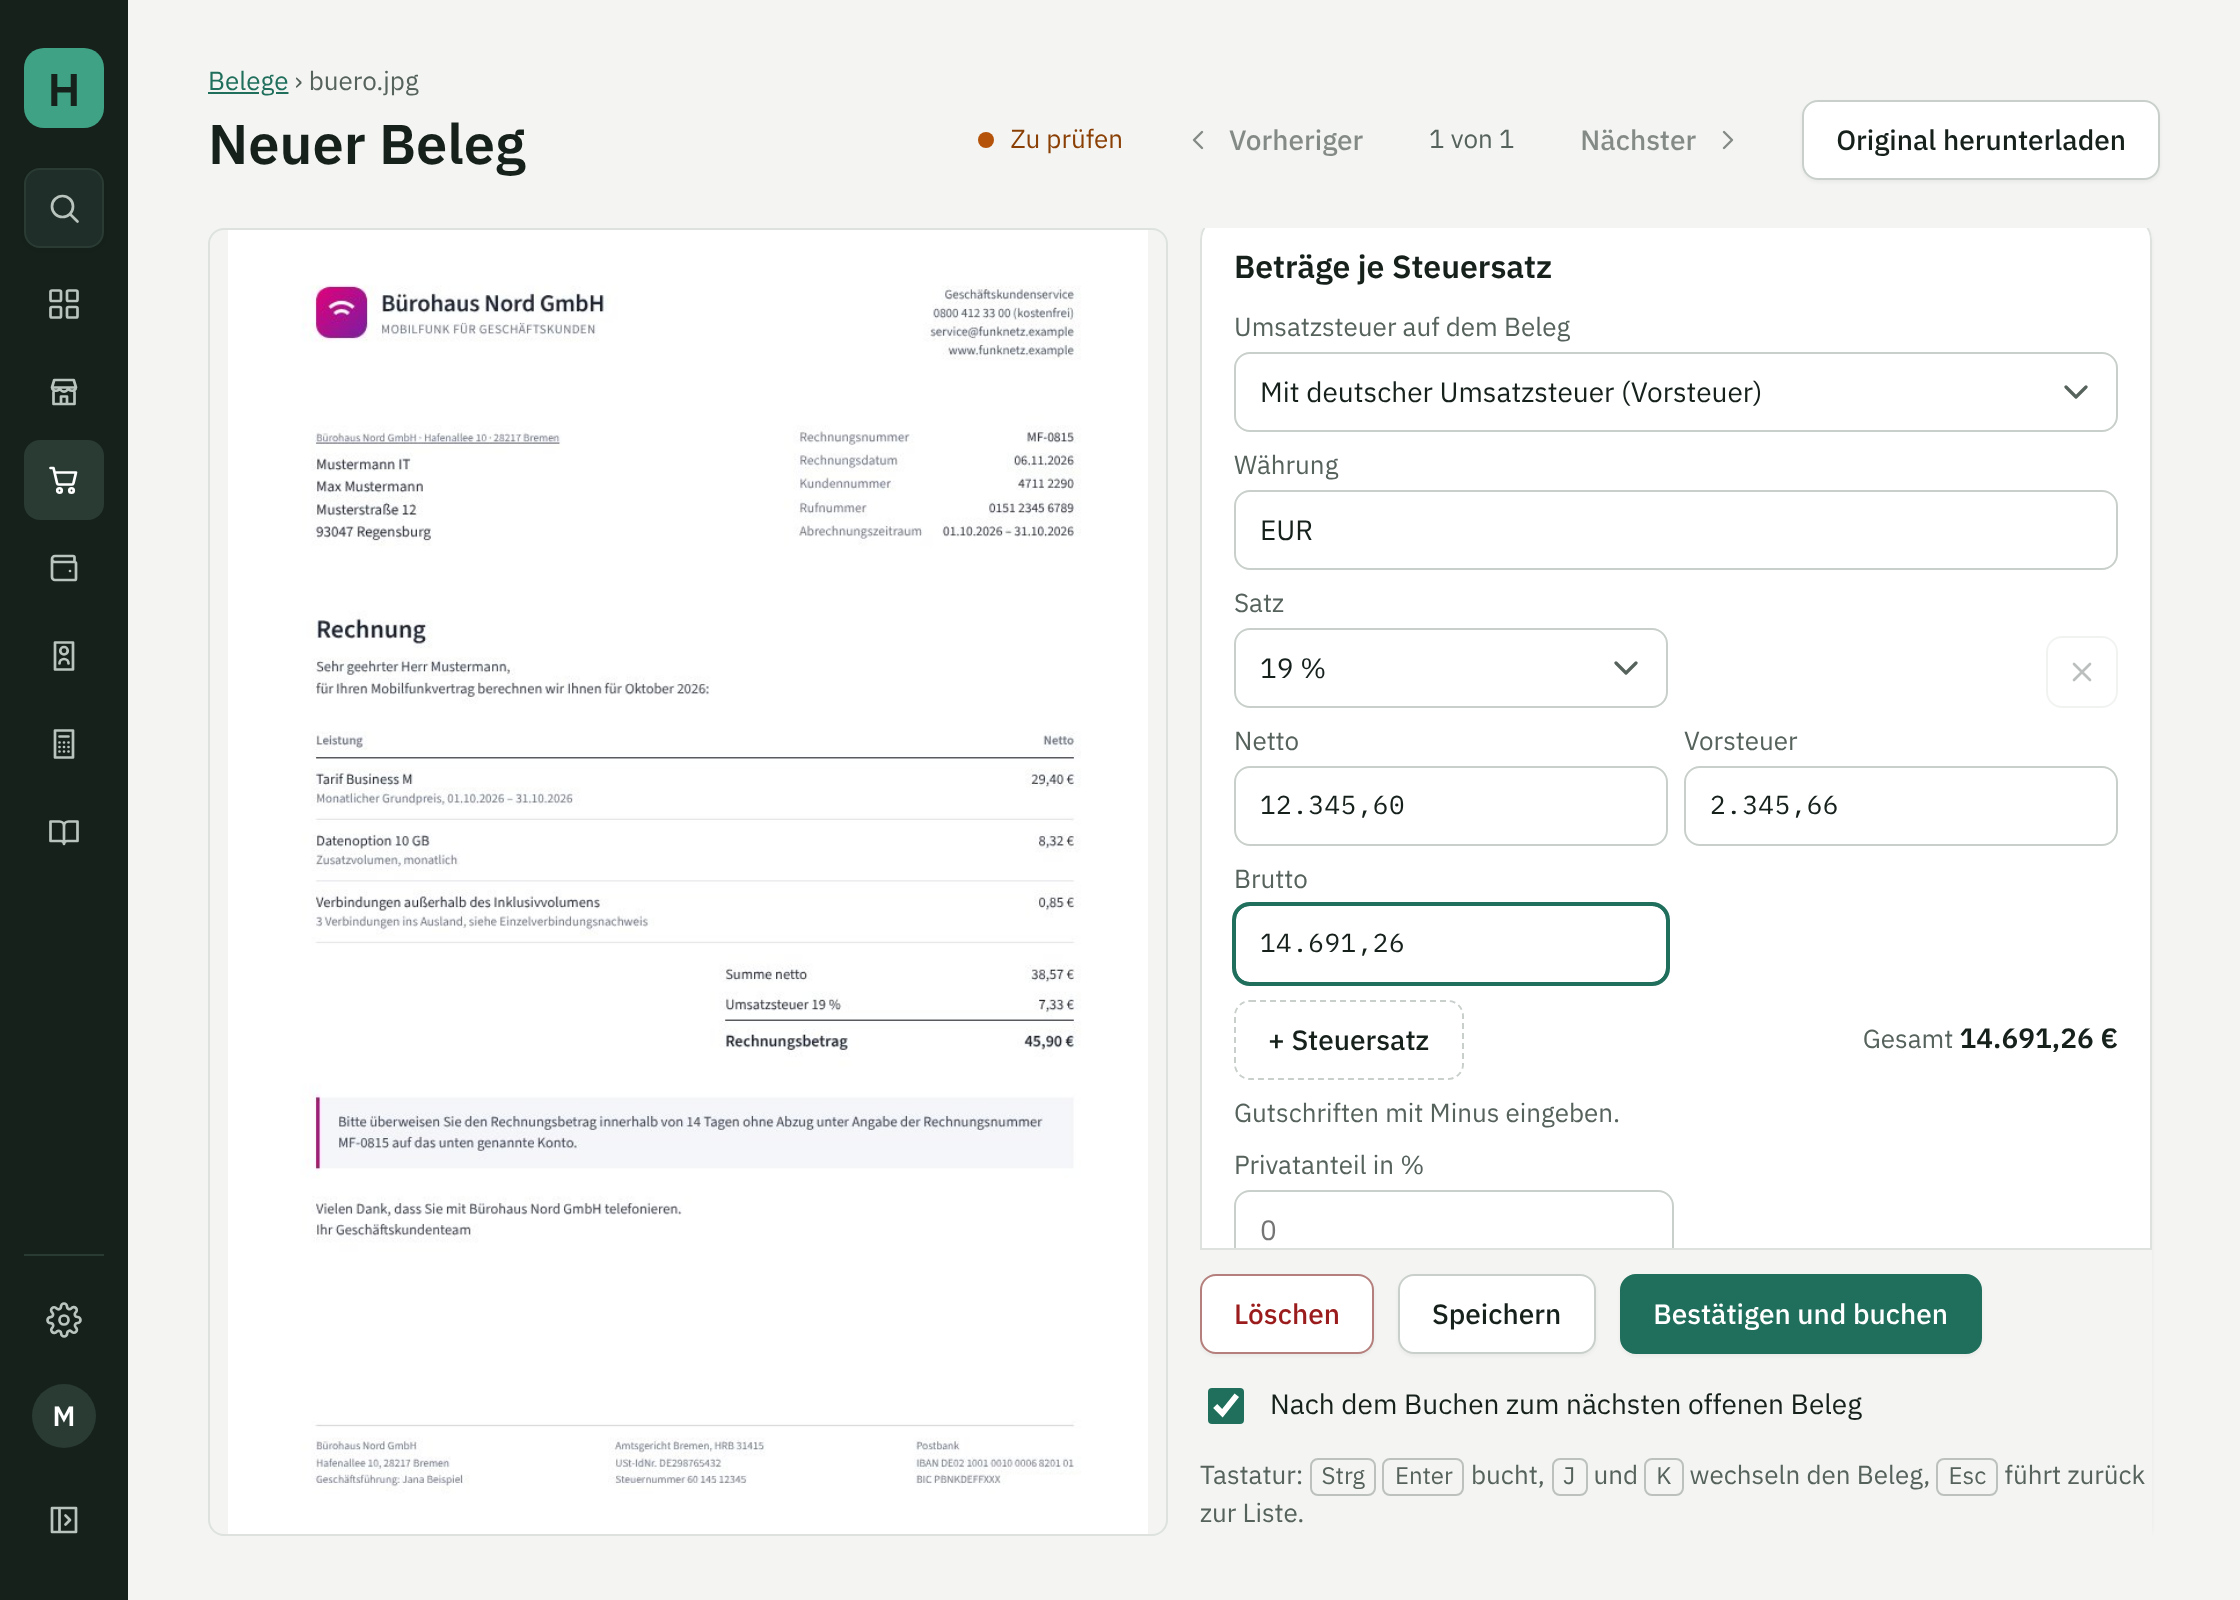 H
Belege › buero.jpg
Neuer Beleg
Zu prüfen
Vorheriger
1 von 1
Nächster
Original herunterladen
Bürohaus Nord GmbH
MOBILFUNK FÜR GESCHÄFTSKUNDEN
Geschäftskundenservice
0800 412 33 00 (kostenfrei)
service@funknetz.example
www.funknetz.example
Bürohaus Nord GmbH · Hafenallee 10 · 28217 Bremen
Mustermann IT
Max Mustermann
Musterstraße 12
93047 Regensburg
Rechnungsnummer MF-0815
Rechnungsdatum 06.11.2026
Kundennummer 4711 2290
Rufnummer 0151 2345 6789
Abrechnungszeitraum 01.10.2026 – 31.10.2026
Rechnung
Sehr geehrter Herr Mustermann,
für Ihren Mobilfunkvertrag berechnen wir Ihnen für Oktober 2026:
Leistung Netto
Tarif Business M 29,40 €
Monatlicher Grundpreis, 01.10.2026 – 31.10.2026
Datenoption 10 GB 8,32 €
Zusatzvolumen, monatlich
Verbindungen außerhalb des Inklusivvolumens 0,85 €
3 Verbindungen ins Ausland, siehe Einzelverbindungsnachweis
Summe netto 38,57 €
Umsatzsteuer 19 % 7,33 €
Rechnungsbetrag 45,90 €
Bitte überweisen Sie den Rechnungsbetrag innerhalb von 14 Tagen ohne Abzug unter Angabe der Rechnungsnummer
MF-0815 auf das unten genannte Konto.
Vielen Dank, dass Sie mit Bürohaus Nord GmbH telefonieren.
Ihr Geschäftskundenteam
Bürohaus Nord GmbH
Hafenallee 10, 28217 Bremen
Geschäftsführung: Jana Beispiel
Amtsgericht Bremen, HRB 31415
USt-IdNr. DE298765432
Steuernummer 60 145 12345
Postbank
IBAN DE02 1001 0010 0006 8201 01
BIC PBNKDEFFXXX
Beträge je Steuersatz
Umsatzsteuer auf dem Beleg
Mit deutscher Umsatzsteuer (Vorsteuer)
Währung
EUR
Satz
19 %
Netto Vorsteuer
12.345,60 2.345,66
Brutto
14.691,26
+ Steuersatz
Gesamt 14.691,26 €
Gutschriften mit Minus eingeben.
Privatanteil in %
0
Löschen
Speichern
Bestätigen und buchen
Nach dem Buchen zum nächsten offenen Beleg
Tastatur: Strg Enter bucht, J und K wechseln den Beleg, Esc führt zurück
zur Liste.
M